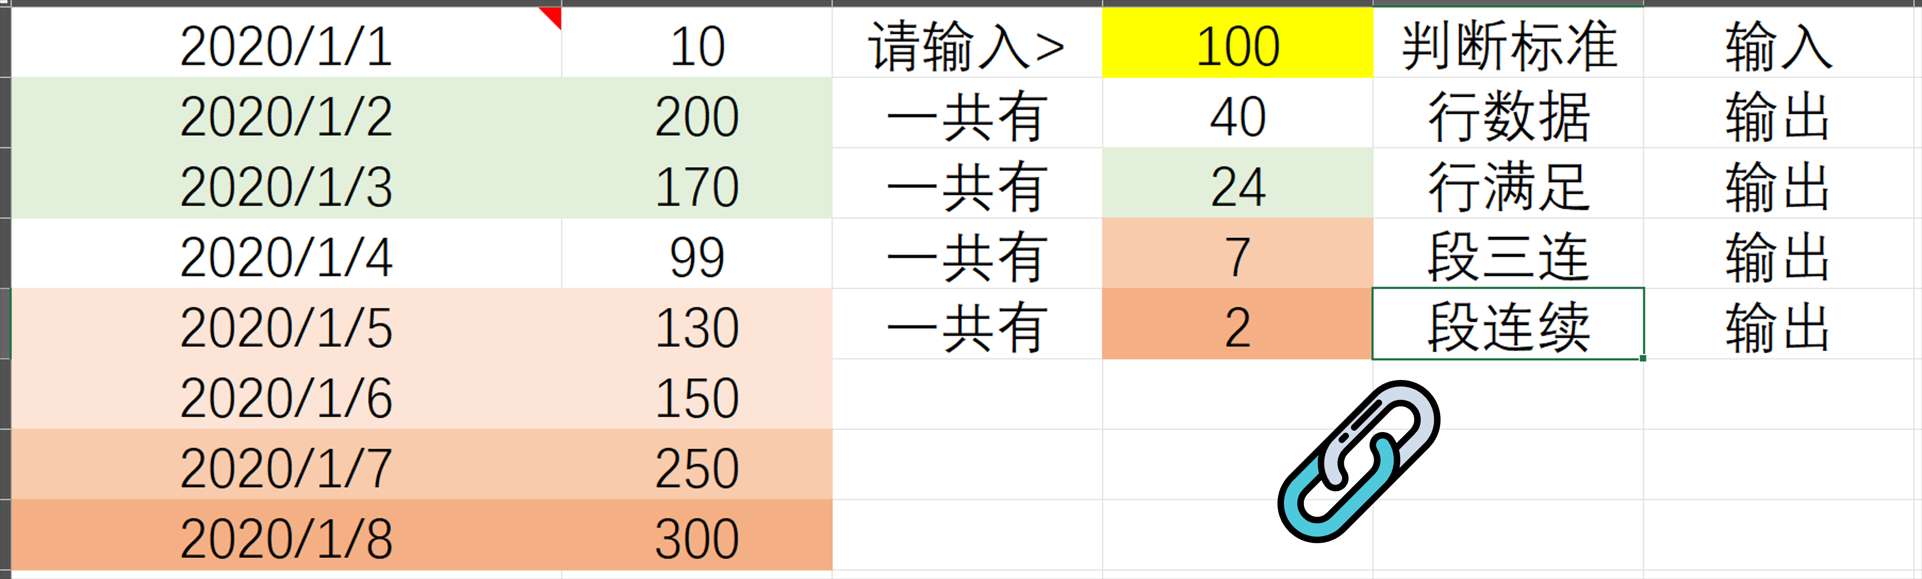 2020/1/1 10 请输入> 100 判断标准 输入
2020/1/2 200 一共有 40 行数据 输出
2020/1/3 170 一共有 24 行满足 输出
2020/1/4 99 一共有 7 段三连 输出
2020/1/5 130 一共有 2 段连续 输出
2020/1/6 150
2020/1/7 250
2020/1/8 300